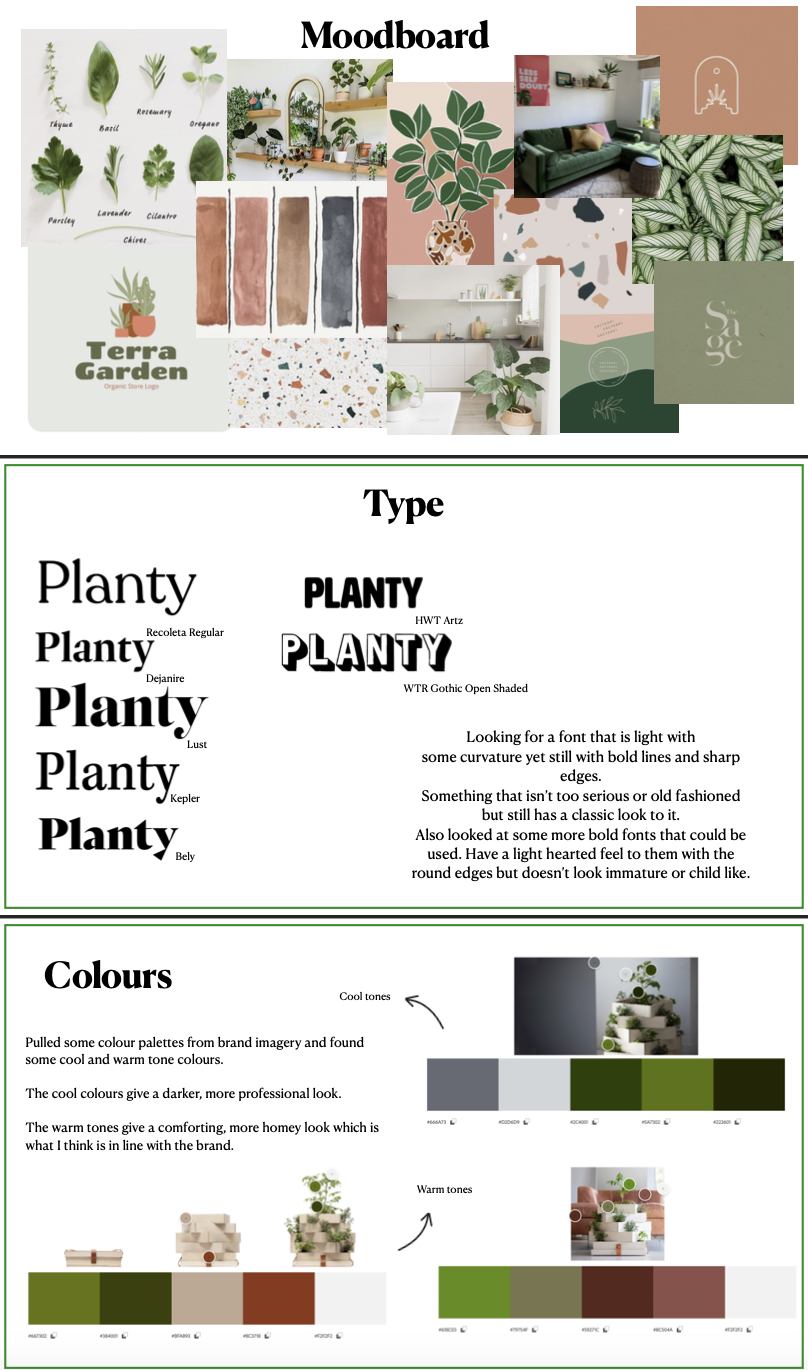 Moodboard
Thyme
Basil
Rosemary
Oregano
Parsley
Lavender
Cilantro
Chives
LESS
SELF
DOUBT
Terra
Garden
Organic Store Logo
The
Sage
Type
Planty
Recoleta Regular
Planty
Dejanire
Planty
Lust
Planty
Kepler
Planty
Bely
PLANTY
HWT Artz
PLANTY
WTR Gothic Open Shaded
Looking for a font that is light with
some curvature yet still with bold lines and sharp
edges.
Something that isn't too serious or old fashioned
but still has a classic look to it.
Also looked at some more bold fonts that could be
used. Have a light hearted feel to them with the
round edges but doesn't look immature or child like.
Colours
Cool tones
Pulled some colour palettes from brand imagery and found
some cool and warm tone colours.
The cool colours give a darker, more professional look.
The warm tones give a comforting, more homey look which is
what I think is in line with the brand.
#666A73
#D2D6D9
#2C4001
#5A7302
#222601
Warm tones
#667302
#384001
#BFA893
#F2F2F2
#59271C
#F2F2F2